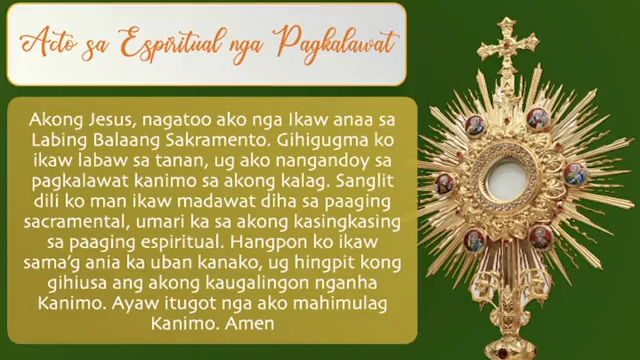 Acto sa Espiritual nga Pagkalawat
Akong Jesus, nagatoo ako nga Ikaw anaa sa
Labing Balaang Sakramento. Gihigugma ko
ikaw labaw sa tanan, ug ako nangandoy sa
pagkalawat kanimo sa akong kalag. Sanglit
dili ko man ikaw madawat diha sa paaging
sacramental, umari ka sa akong kasingkasing
sa paaging espiritual. Hangpon ko ikaw
sama’g ania ka uban kanako, ug hingpit kong
gihiusa ang akong kaugalingon nganha
Kanimo. Ayaw itugot nga ako mahimulag
Kanimo. Amen